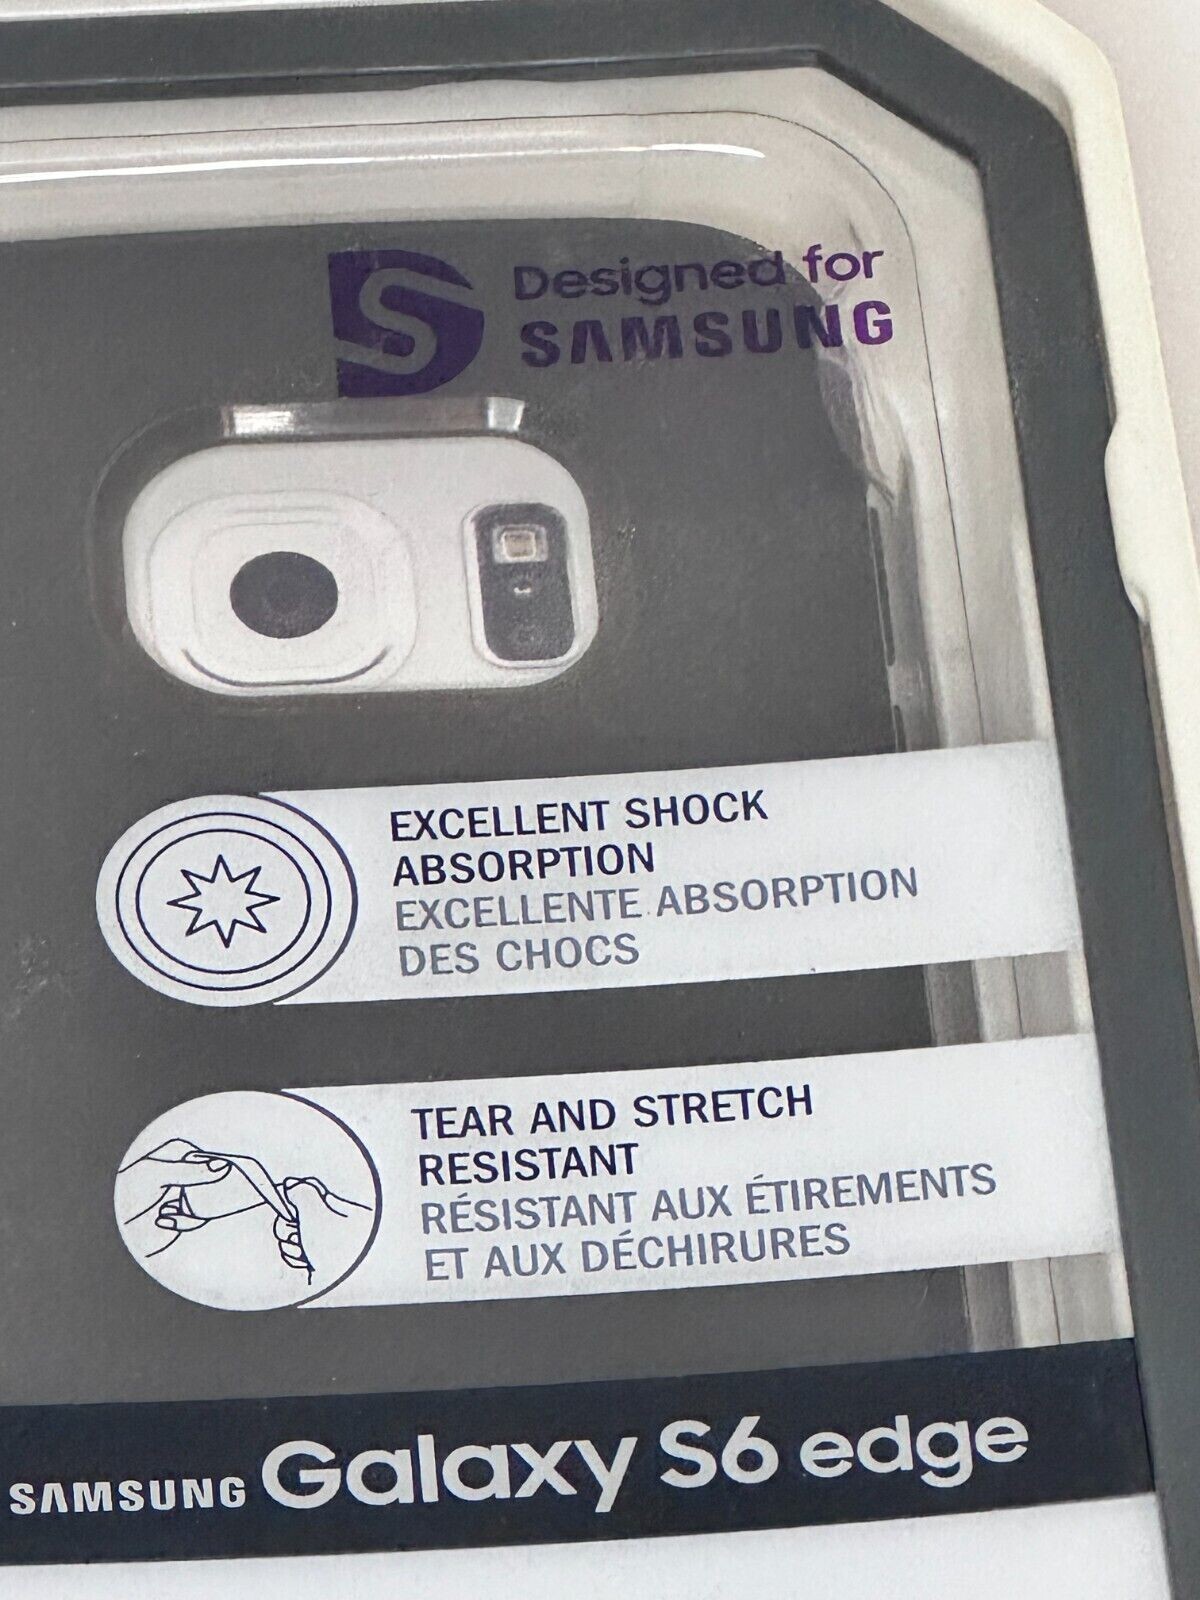 Designed for
SAMSUNG
EXCELLENT SHOCK
ABSORPTION
EXCELLENTE ABSORPTION
DES CHOCS
TEAR AND STRETCH
RESISTANT
RÉSISTANT AUX ÉTIREMENTS
ET AUX DÉCHIRURES
SAMSUNG Galaxy S6 edge